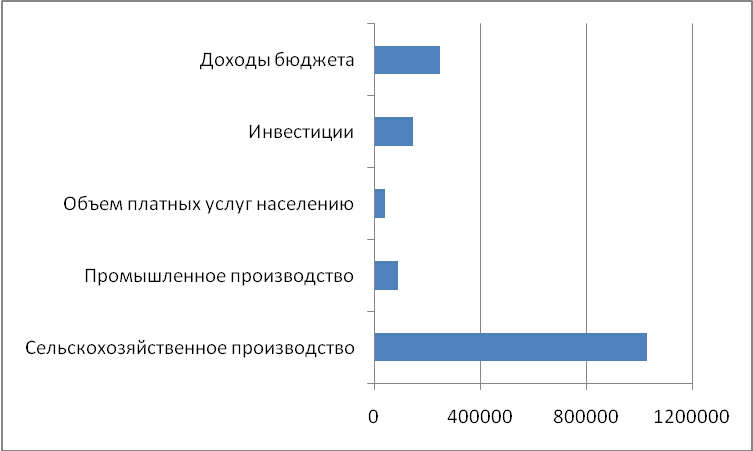 Доходы бюджета
Инвестиции
Объем платных услуг населению
Промышленное производство
Сельскохозяйственное производство
0 400000 800000 1200000